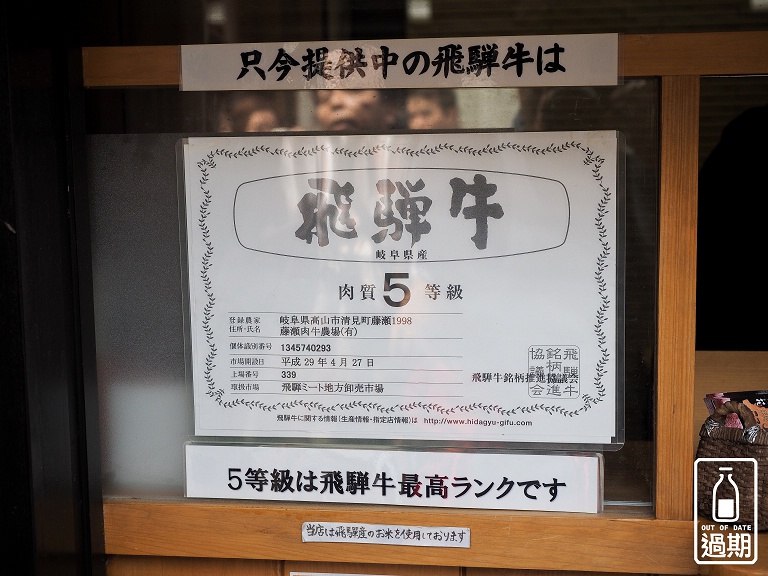 只今提供中の飛騨牛は
飛騨牛
岐阜県産
肉質5等級
登録農家
住所・氏名
岐阜県高山市清見町藤瀬1998
藤瀬肉牛農場(有)
個体識別番号 1345740293
市場開設日 平成29年4月27日
上場番号 339
取扱市場 飛騨ミート地方卸売市場
飛騨牛銘柄推進協議会
飛騨牛
銘柄推進
協議会
飛騨牛に関する情報(生産情報・指定店情報)は http://www.hidagyu-gifu.com
5等級は飛騨牛最高ランクです
当店は飛騨産のお米を使用しております
OUT OF DATE
過期